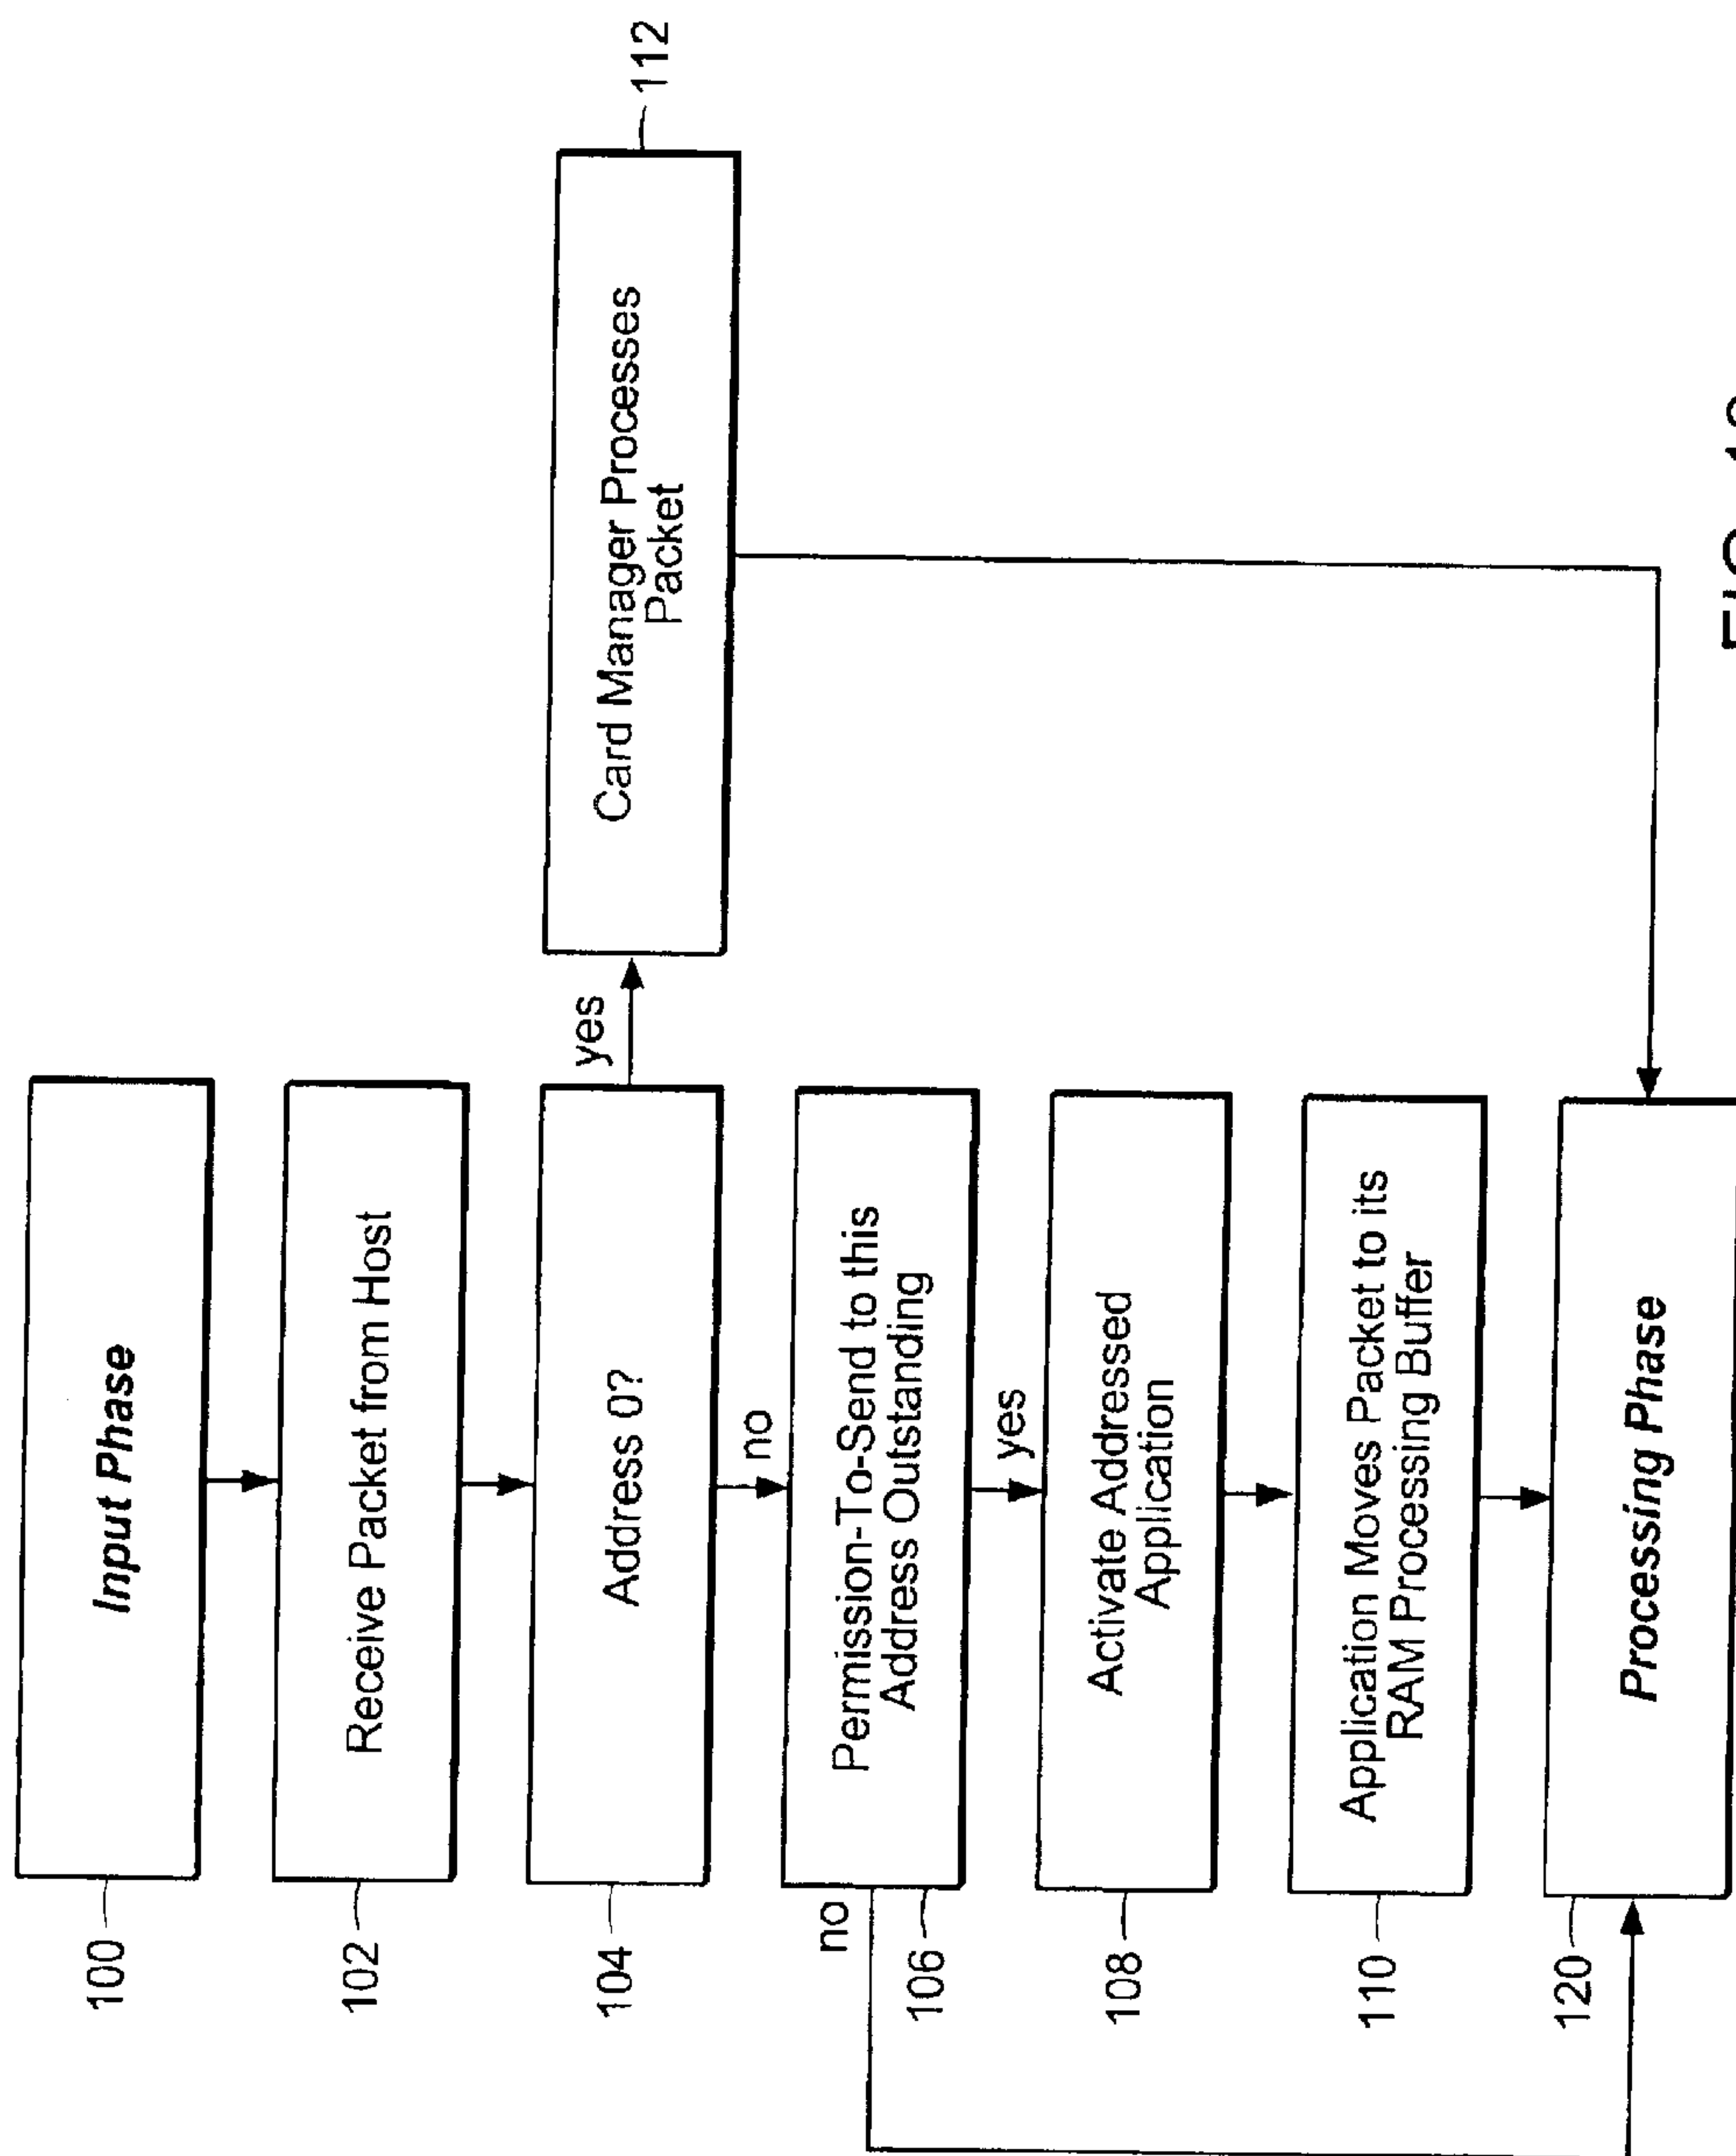 100
Input Phase
102
Receive Packet from Host
104
Address 0?
yes
Card Manager Processes
Packet
112
no
106
Permission-To-Send to this
Address Outstanding
no
yes
108
Activate Addressed
Application
110
Application Moves Packet to its
RAM Processing Buffer
120
Processing Phase